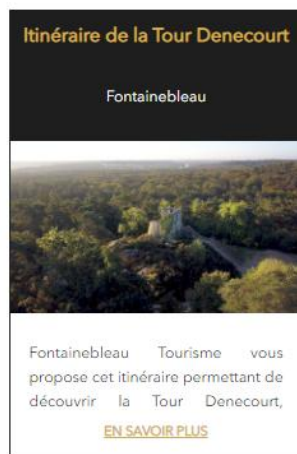 Itinéraire de la Tour Denecourt
Fontainebleau
Fontainebleau Tourisme vous
propose cet itinéraire permettant de
découvrir la Tour Denecourt,
EN SAVOIR PLUS